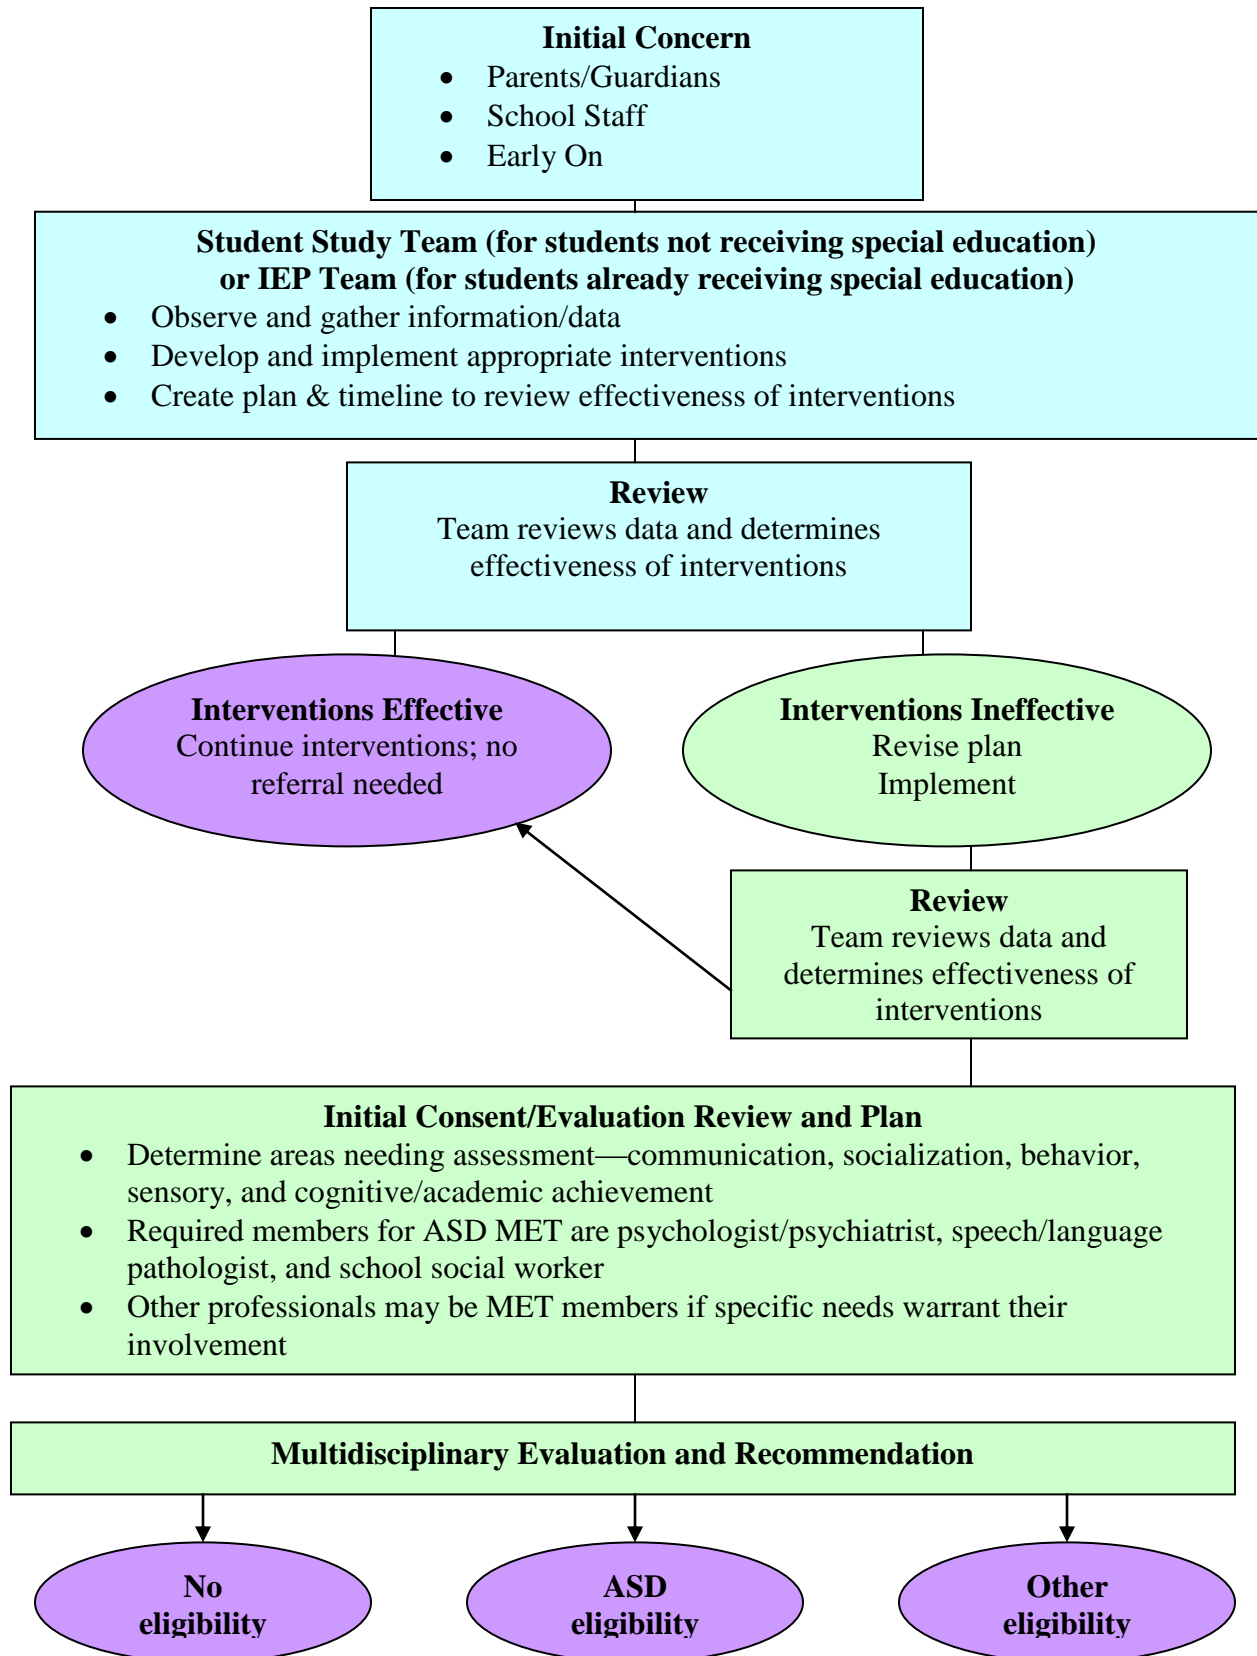 Initial Concern
• Parents/Guardians
• School Staff
• Early On
Student Study Team (for students not receiving special education)
or IEP Team (for students already receiving special education)
• Observe and gather information/data
• Develop and implement appropriate interventions
• Create plan & timeline to review effectiveness of interventions
Review
Team reviews data and determines
effectiveness of interventions
Interventions Effective
Continue interventions; no
referral needed
Interventions Ineffective
Revise plan
Implement
Review
Team reviews data and
determines effectiveness of
interventions
Initial Consent/Evaluation Review and Plan
• Determine areas needing assessment—communication, socialization, behavior,
sensory, and cognitive/academic achievement
• Required members for ASD MET are psychologist/psychiatrist, speech/language
pathologist, and school social worker
• Other professionals may be MET members if specific needs warrant their
involvement
Multidisciplinary Evaluation and Recommendation
No
eligibility
ASD
eligibility
Other
eligibility